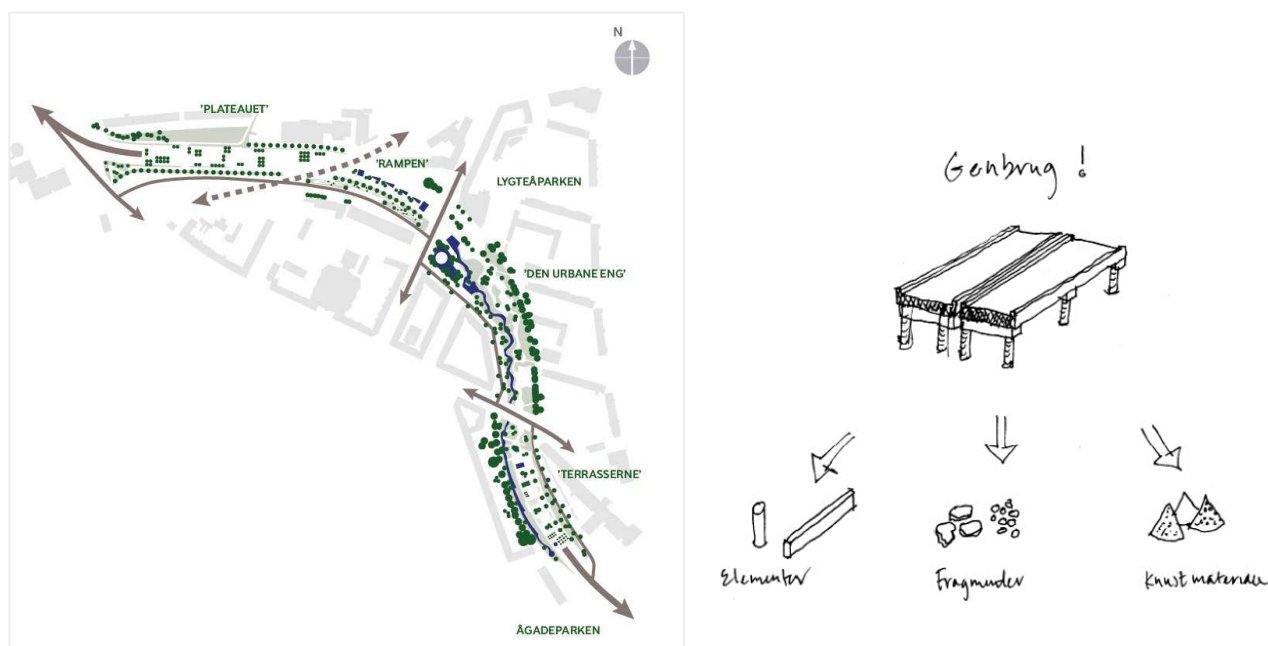 N
'PLATEAUET'
'RAMPEN'
LYGTEÅPARKEN
'DEN URBANE ENG'
'TERRASSERNE'
ÅGADEPARKEN
Genbrug !
Elementer
Fragmenter
Knust materiale